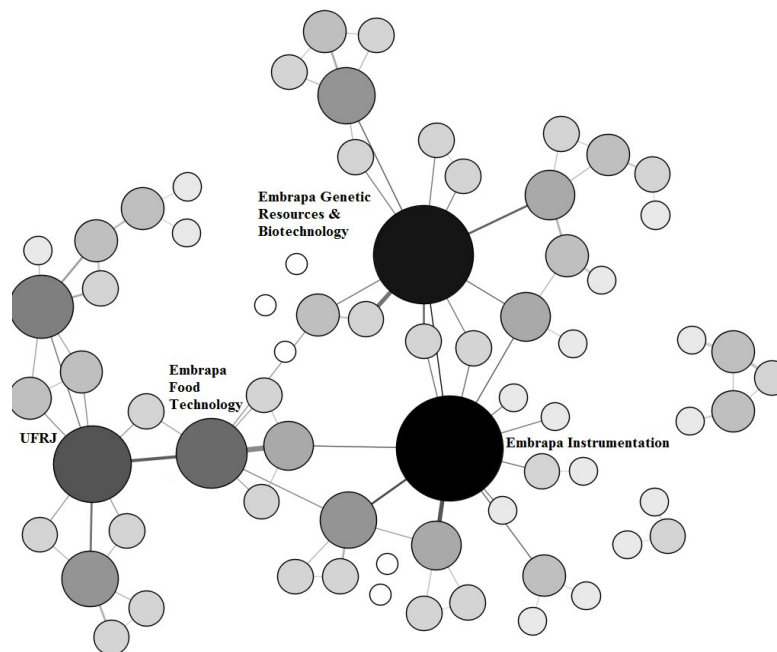 Embrapa Genetic
Resources &
Biotechnology
Embrapa
Food
Technology
UFRJ
Embrapa Instrumentation